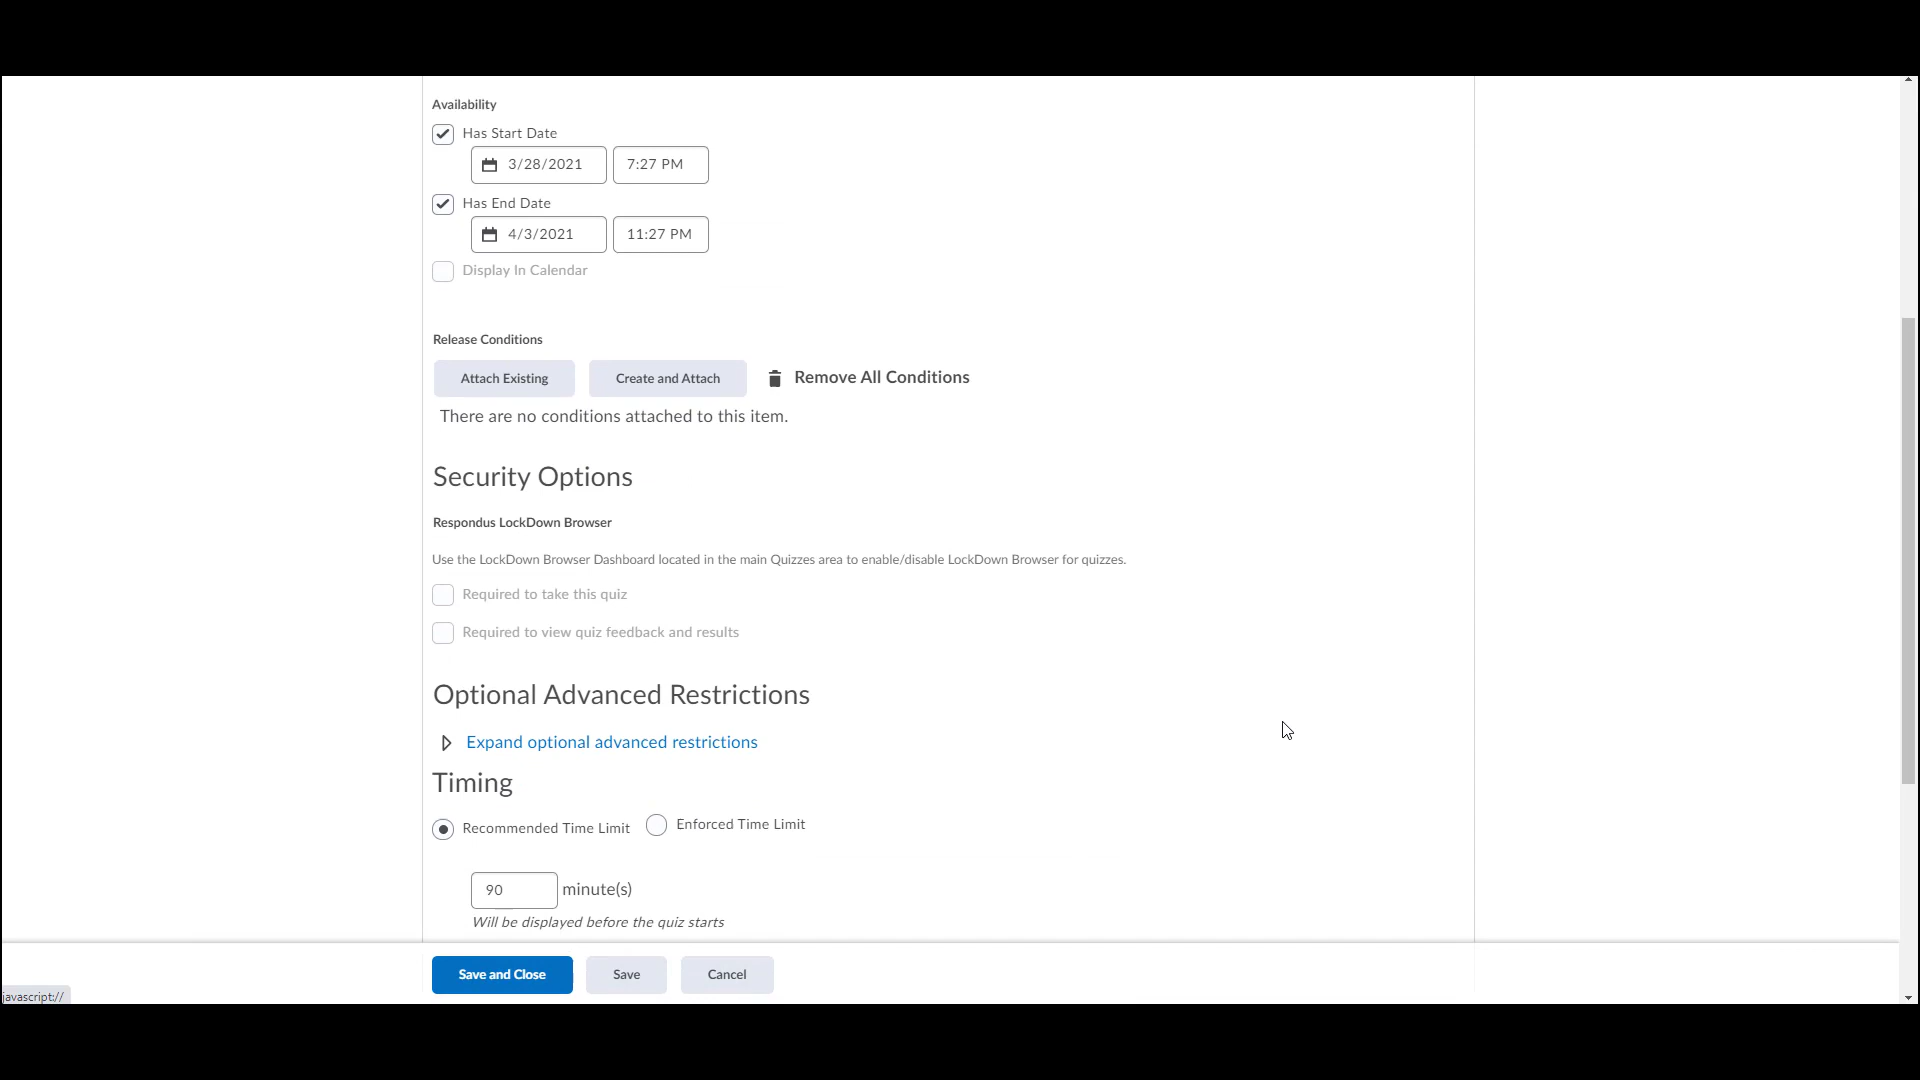 Availability
Has Start Date
3/28/2021 7:27 PM
Has End Date
4/3/2021 11:27 PM
Display In Calendar
Release Conditions
Attach Existing Create and Attach Remove All Conditions
There are no conditions attached to this item.
Security Options
Respondus LockDown Browser
Use the LockDown Browser Dashboard located in the main Quizzes area to enable/disable LockDown Browser for quizzes.
Required to take this quiz
Required to view quiz feedback and results
Optional Advanced Restrictions
Expand optional advanced restrictions
Timing
Recommended Time Limit Enforced Time Limit
90 minute(s)
Will be displayed before the quiz starts
Save and Close Save Cancel
javascript://